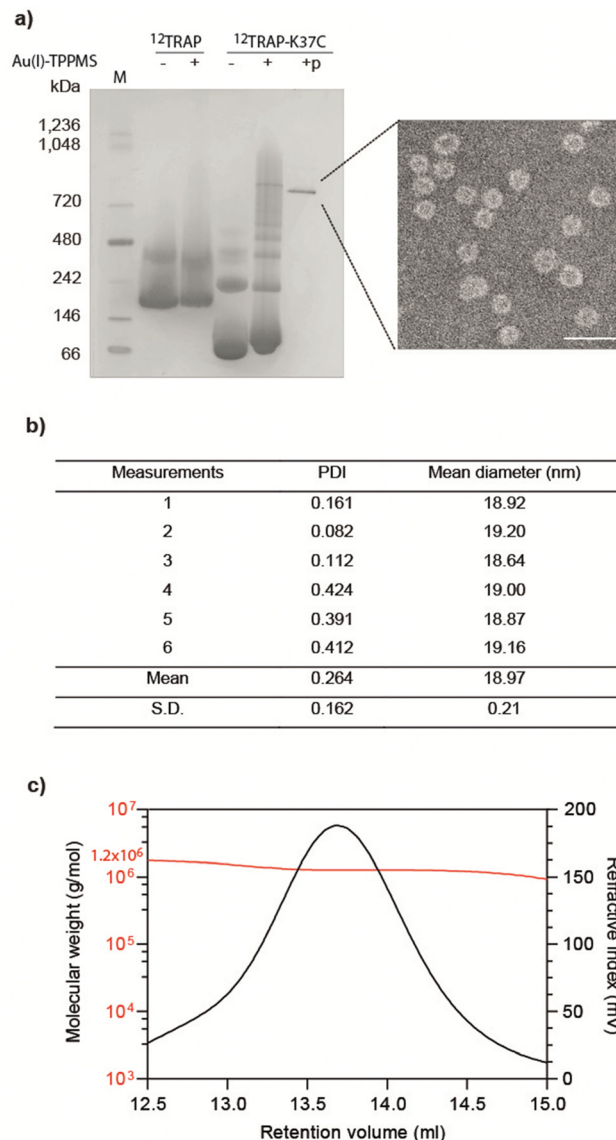 a)
12TRAP 12TRAP-K37C
Au(I)-TPPMS - + - + +p
kDa M
1,236
1,048
720
480
242
146
66
b)
Measurements PDI Mean diameter (nm)
1 0.161 18.92
2 0.082 19.20
3 0.112 18.64
4 0.424 19.00
5 0.391 18.87
6 0.412 19.16
Mean 0.264 18.97
S.D. 0.162 0.21
c)
Molecular weight (g/mol)
10^7
1.2x10^6
10^6
10^5
10^4
10^3
200
150
100
50
0
Refractive index (mV)
12.5 13.0 13.5 14.0 14.5 15.0
Retention volume (ml)